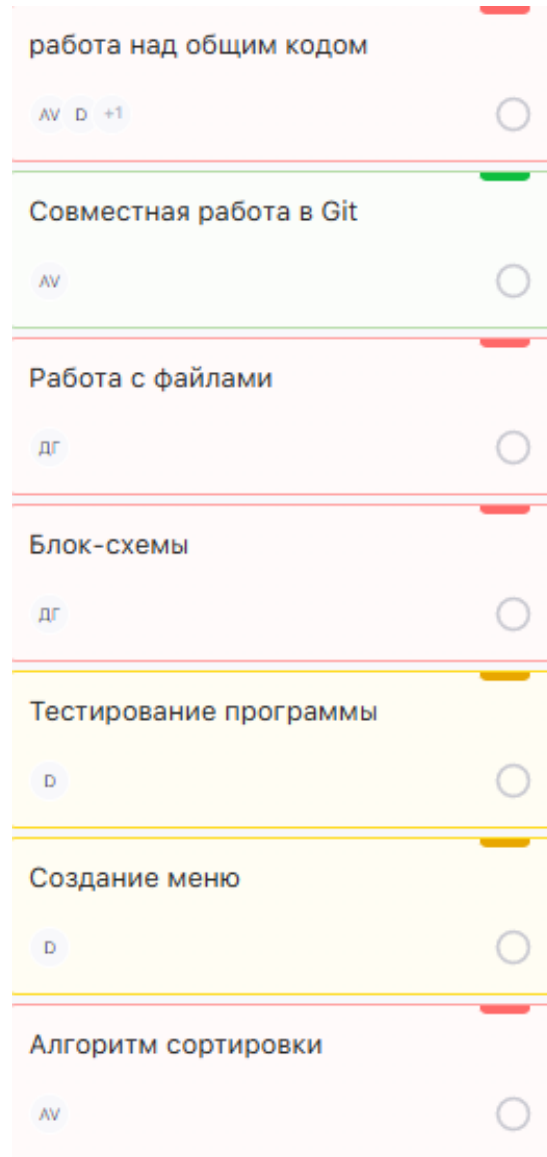 работа над общим кодом
AV D +1
Совместная работа в Git
AV
Работа с файлами
ДГ
Блок-схемы
ДГ
Тестирование программы
D
Создание меню
D
Алгоритм сортировки
AV